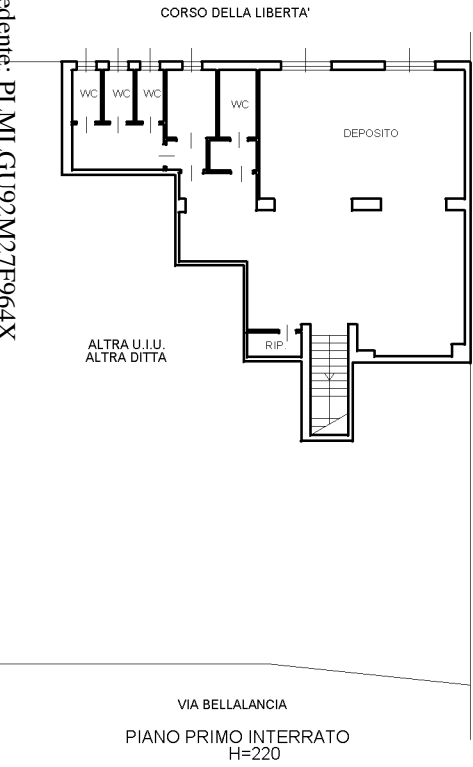 CORSO DELLA LIBERTA'
WC
WC
WC
WC
DEPOSITO
RIP.
ALTRA U.I.U.
ALTRA DITTA
VIA BELLALANCIA
PIANO PRIMO INTERRATO
H=220